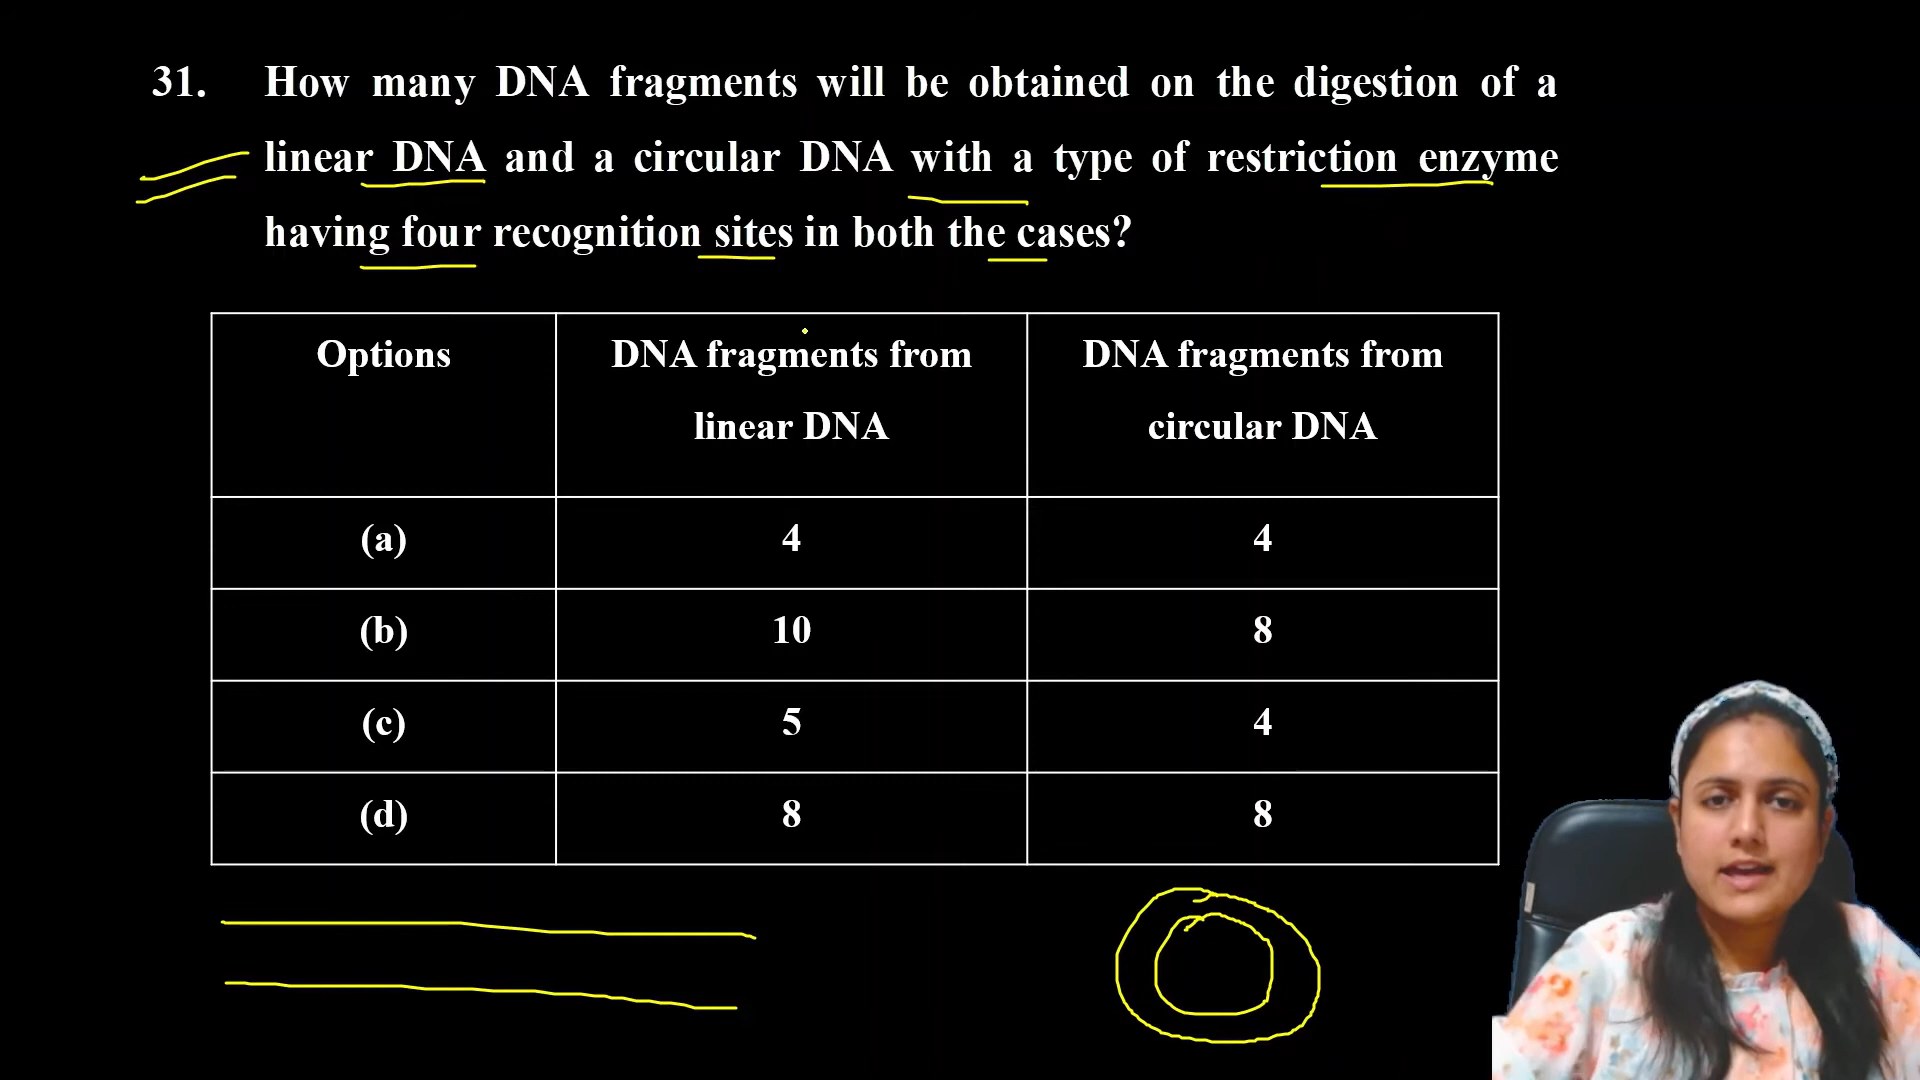 31. How many DNA fragments will be obtained on the digestion of a
linear DNA and a circular DNA with a type of restriction enzyme
having four recognition sites in both the cases?
Options DNA fragments from linear DNA DNA fragments from circular DNA
(a) 4 4
(b) 10 8
(c) 5 4
(d) 8 8